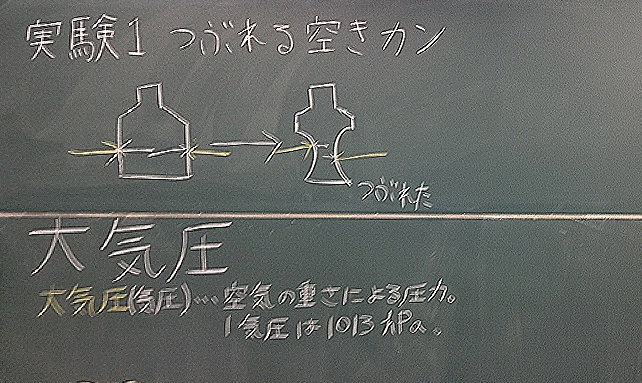 実験1 つぶれる空きカン
つぶれた
大気圧
大気圧(気圧)…空気の重さによる圧力。
1気圧は1013hPa。